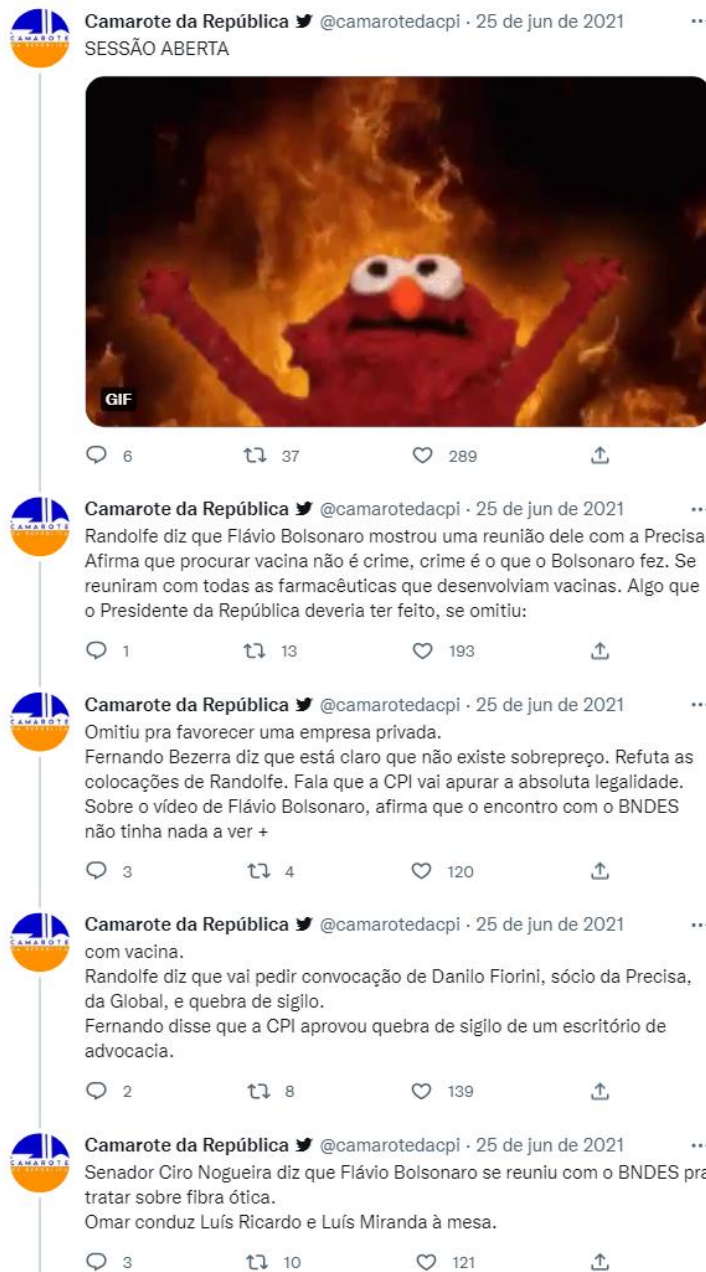 Camarote da República @camarotedacpi · 25 de jun de 2021
SESSÃO ABERTA
GIF
6 37 289
Camarote da República @camarotedacpi · 25 de jun de 2021
Randolfe diz que Flávio Bolsonaro mostrou uma reunião dele com a Precisa
Afirma que procurar vacina não é crime, crime é o que o Bolsonaro fez. Se
reuniram com todas as farmacêuticas que desenvolviam vacinas. Algo que
o Presidente da República deveria ter feito, se omitiu:
1 13 193
Camarote da República @camarotedacpi · 25 de jun de 2021
Omitiu pra favorecer uma empresa privada.
Fernando Bezerra diz que está claro que não existe sobrepreço. Refuta as
colocações de Randolfe. Fala que a CPI vai apurar a absoluta legalidade.
Sobre o vídeo de Flávio Bolsonaro, afirma que o encontro com o BNDES
não tinha nada a ver +
3 4 120
Camarote da República @camarotedacpi · 25 de jun de 2021
com vacina.
Randolfe diz que vai pedir convocação de Danilo Fiorini, sócio da Precisa,
da Global, e quebra de sigilo.
Fernando disse que a CPI aprovou quebra de sigilo de um escritório de
advocacia.
2 8 139
Camarote da República @camarotedacpi · 25 de jun de 2021
Senador Ciro Nogueira diz que Flávio Bolsonaro se reuniu com o BNDES pra
tratar sobre fibra ótica.
Omar conduz Luís Ricardo e Luís Miranda à mesa.
3 10 121